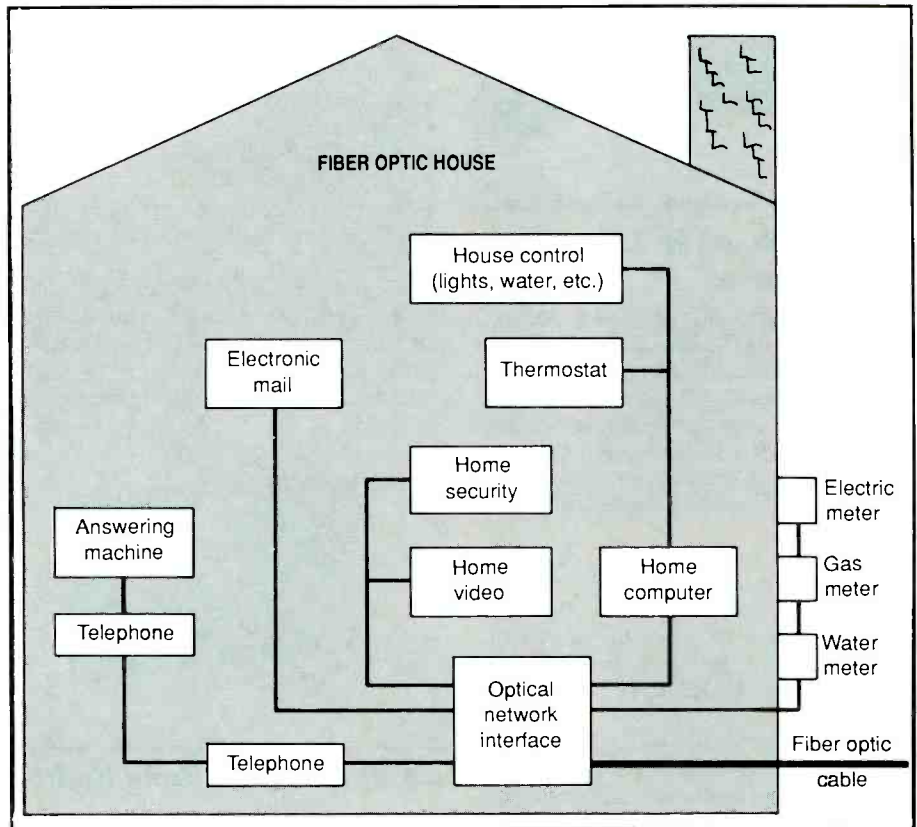 FIBER OPTIC HOUSE
House control
(lights, water, etc.)
Electronic
mail
Thermostat
Home
security
Electric
meter
Answering
machine
Home
video
Home
computer
Gas
meter
Telephone
Water
meter
Optical
network
interface
Telephone
Fiber optic
cable